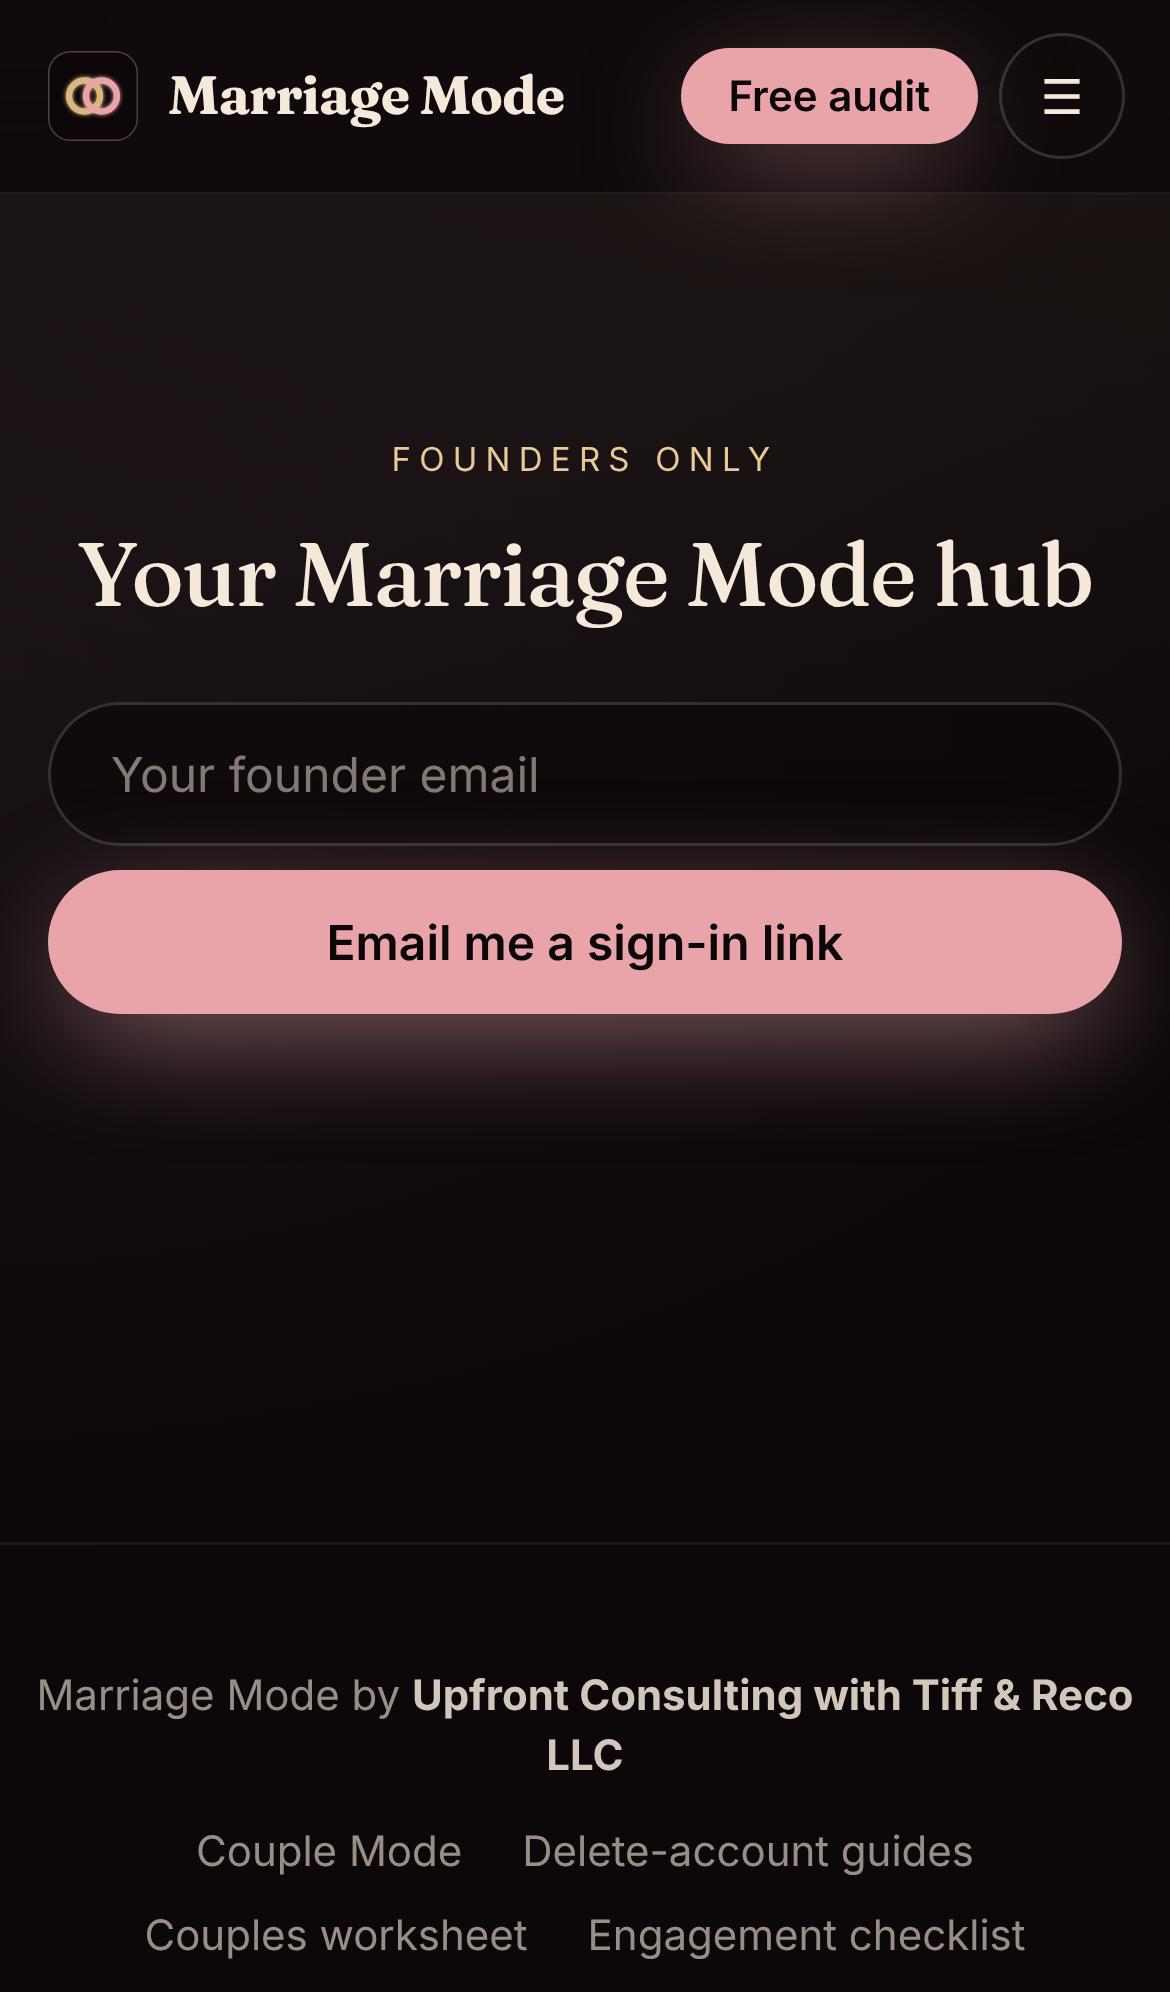 Marriage Mode
Free audit
FOUNDERS ONLY
Your Marriage Mode hub
Your founder email
Email me a sign-in link
Marriage Mode by Upfront Consulting with Tiff & Reco
LLC
Couple Mode Delete-account guides
Couples worksheet Engagement checklist